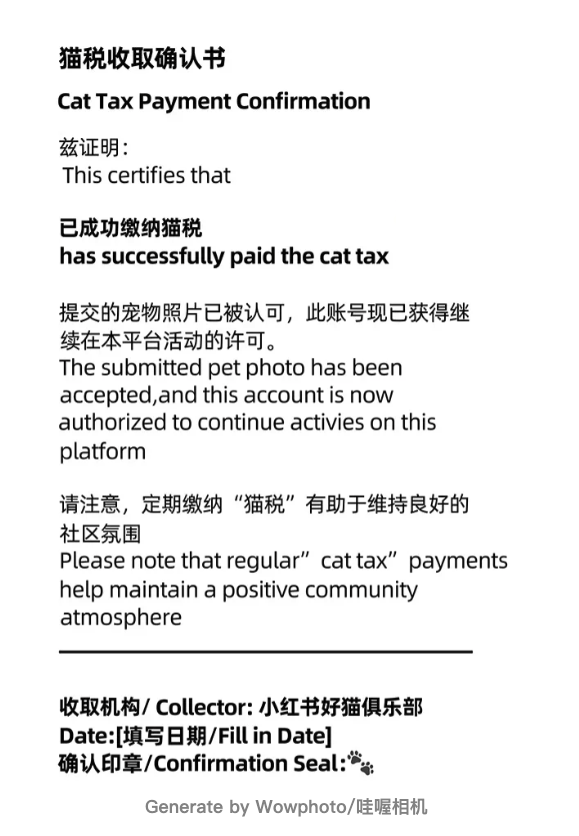 猫税收取确认书
Cat Tax Payment Confirmation
兹证明：
This certifies that
已成功缴纳猫税
has successfully paid the cat tax
提交的宠物照片已被认可，此账号现已获得继
续在本平台活动的许可。
The submitted pet photo has been
accepted,and this account is now
authorized to continue activies on this
platform
请注意，定期缴纳“猫税”有助于维持良好的
社区氛围
Please note that regular”cat tax”payments
help maintain a positive community
atmosphere
收取机构/ Collector: 小红书好猫俱乐部
Date:[填写日期/Fill in Date]
确认印章/Confirmation Seal:🐾
Generate by Wowphoto/哇喔相机